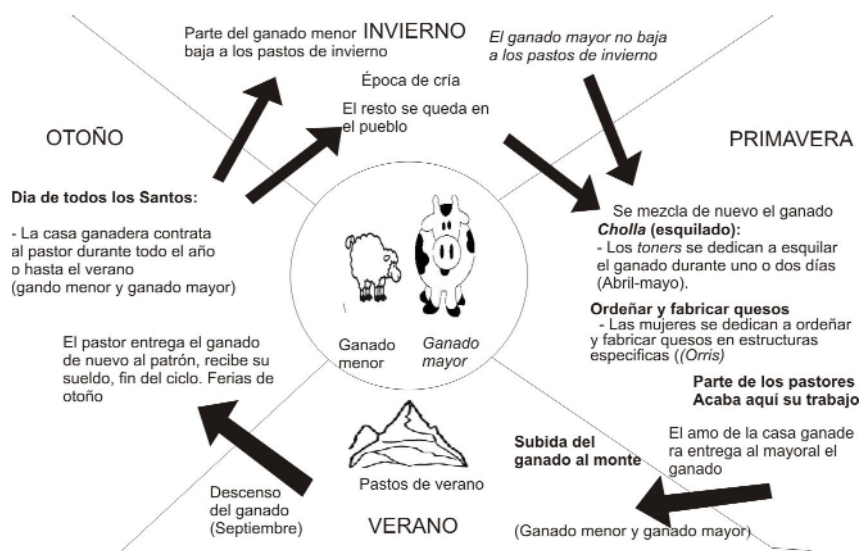 INVIERNO
Parte del ganado menor
baja a los pastos de invierno
El ganado mayor no baja
a los pastos de invierno
Época de cría
El resto se queda en
el pueblo
OTOÑO
Dia de todos los Santos:
- La casa ganadera contrata
al pastor durante todo el año
o hasta el verano
(gando menor y ganado mayor)
El pastor entrega el ganado
de nuevo al patrón, recibe su
sueldo, fin del ciclo. Ferias de
otoño
Ganado
menor
Ganado
mayor
PRIMAVERA
Se mezcla de nuevo el ganado
Cholla (esquilado):
- Los toners se dedican a esquilar
el ganado durante uno o dos días
(Abril-mayo).
Ordeñar y fabricar quesos
- Las mujeres se dedican a ordeñar
y fabricar quesos en estructuras
especificas ((Orris)
Parte de los pastores
Acaba aquí su trabajo
El amo de la casa ganade
ra entrega al mayoral el
ganado
Subida del
ganado al monte
(Ganado menor y ganado mayor)
Pastos de verano
VERANO
Descenso
del ganado
(Septiembre)